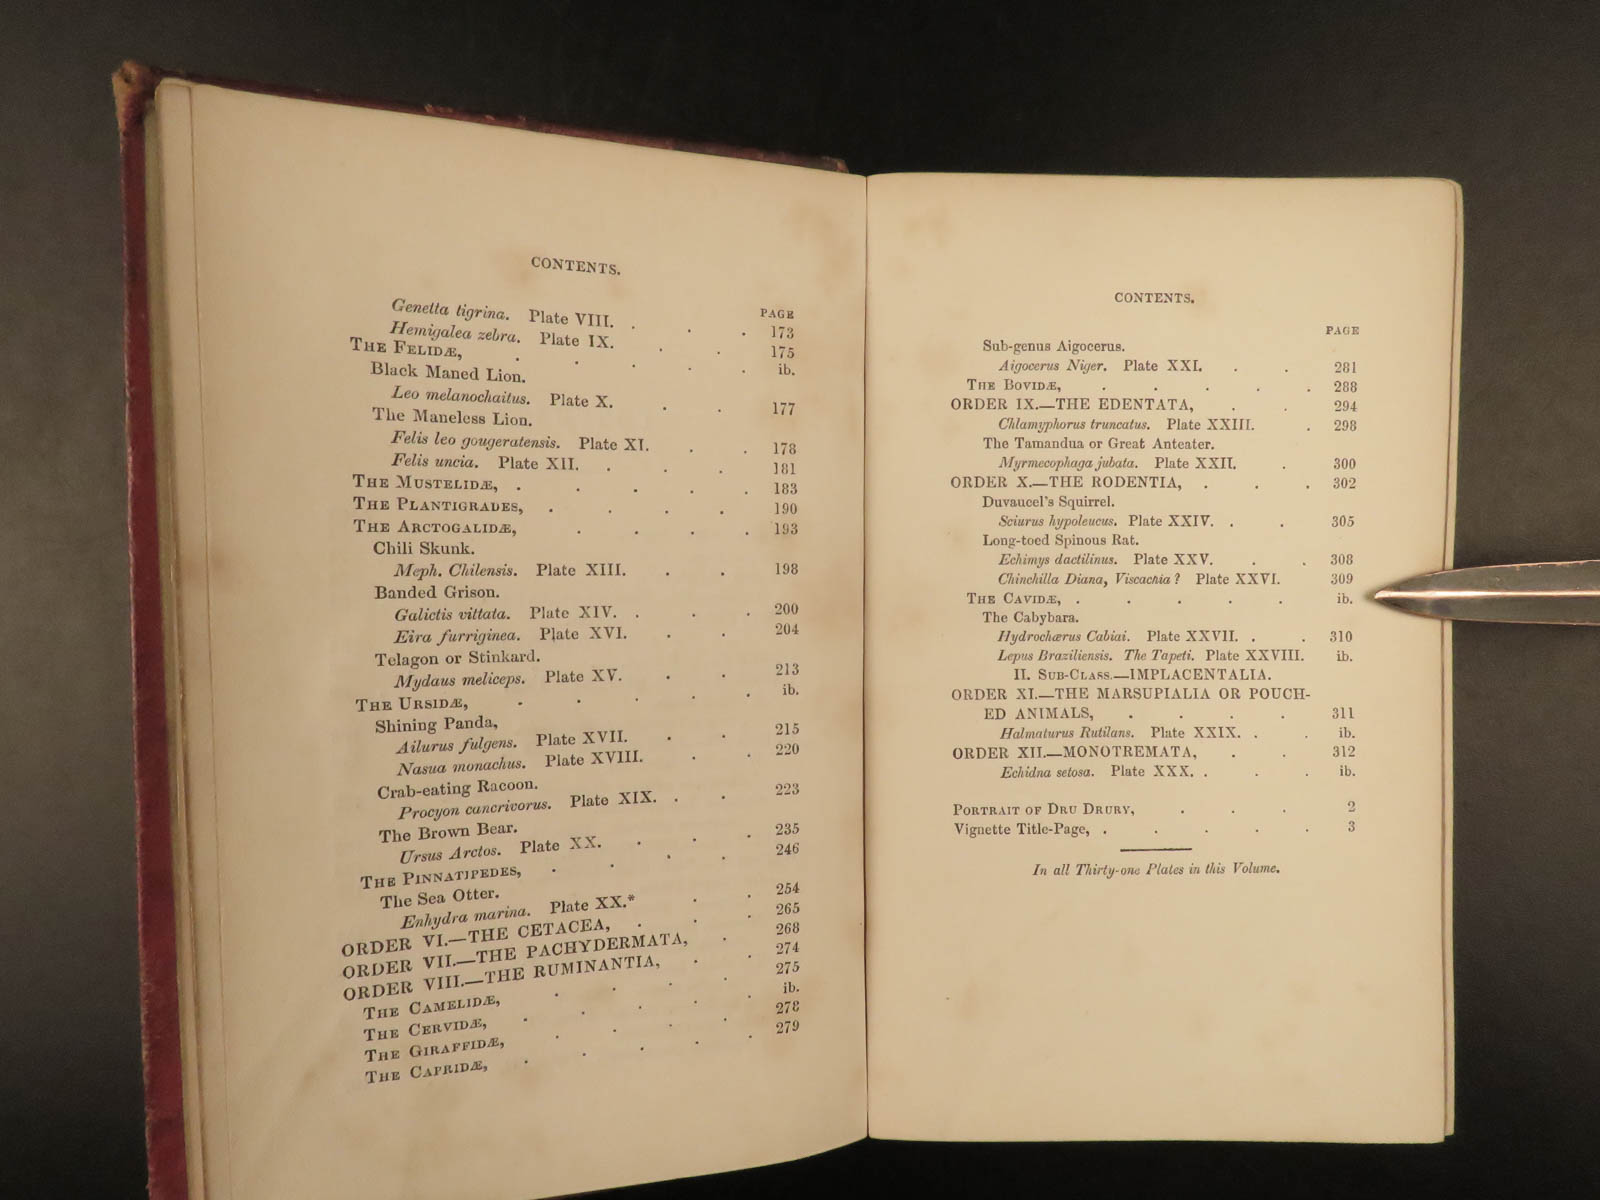 CONTENTS.
PAGE
Genetta tigrina. Plate VIII. . . . 173
Hemigalea zebra. Plate IX. . . 175
THE FELIDÆ, . . . . ib.
Black Maned Lion.
Leo melanochaitus. Plate X. . . 177
The Maneless Lion.
Felis leo gougeratensis. Plate XI. . . 178
Felis uncia. Plate XII. . . . 181
THE MUSTELIDÆ, . . . . . 183
THE PLANTIGRADES, . . . . 190
THE ARCTOGALIDÆ, . . . . 193
Chili Skunk.
Meph. Chilensis. Plate XIII. . . 198
Banded Grison.
Galictis vittata. Plate XIV. . . . 200
Eira furriginea. Plate XVI. . . 204
Telagon or Stinkard.
Mydaus meliceps. Plate XV. . . 213
THE URSIDÆ, . . . . . ib.
Shining Panda,
Ailurus fulgens. Plate XVII. . . 215
Nasua monachus. Plate XVIII. . . 220
Crab-eating Racoon.
Procyon cancrivorus. Plate XIX. . . 223
The Brown Bear.
Ursus Arctos. Plate XX. . . . 235
THE PINNATIPEDES, . . . . 246
The Sea Otter.
Enhydra marina. Plate XX.* . . 254
ORDER VI.—THE CETACEA, . . . 265
ORDER VII.—THE PACHYDERMATA, . 268
ORDER VIII.—THE RUMINANTIA, . . 274
THE CAMELIDÆ, . . . . 275
THE CERVIDÆ, . . . . ib.
THE GIRAFFIDÆ, . . . . 278
THE CAPRIDÆ, . . . . . 279
CONTENTS.
PAGE
Sub-genus Aigocerus.
Aigocerus Niger. Plate XXI. . . 281
THE BOVIDÆ, . . . . . 288
ORDER IX.—THE EDENTATA, . . 294
Chlamyphorus truncatus. Plate XXIII. . 298
The Tamandua or Great Anteater.
Myrmecophaga jubata. Plate XXII. . 300
ORDER X.—THE RODENTIA, . . . 302
Duvaucel's Squirrel.
Sciurus hypoleucus. Plate XXIV. . . 305
Long-toed Spinous Rat.
Echimys dactilinus. Plate XXV. . . 308
Chinchilla Diana, Viscachia? Plate XXVI. 309
THE CAVIDÆ, . . . . . ib.
The Cabybara.
Hydrochærus Cabiai. Plate XXVII. . . 310
Lepus Braziliensis. The Tapeti. Plate XXVIII. ib.
II. SUB-CLASS.—IMPLACENTALIA.
ORDER XI.—THE MARSUPIALIA OR POUCH-
ED ANIMALS, . . . . 311
Halmaturus Rutilans. Plate XXIX. . . ib.
ORDER XII.—MONOTREMATA, . . 312
Echidna setosa. Plate XXX. . . . ib.
PORTRAIT OF DRU DRURY, . . . 2
Vignette Title-Page, . . . . . 3
In all Thirty-one Plates in this Volume.